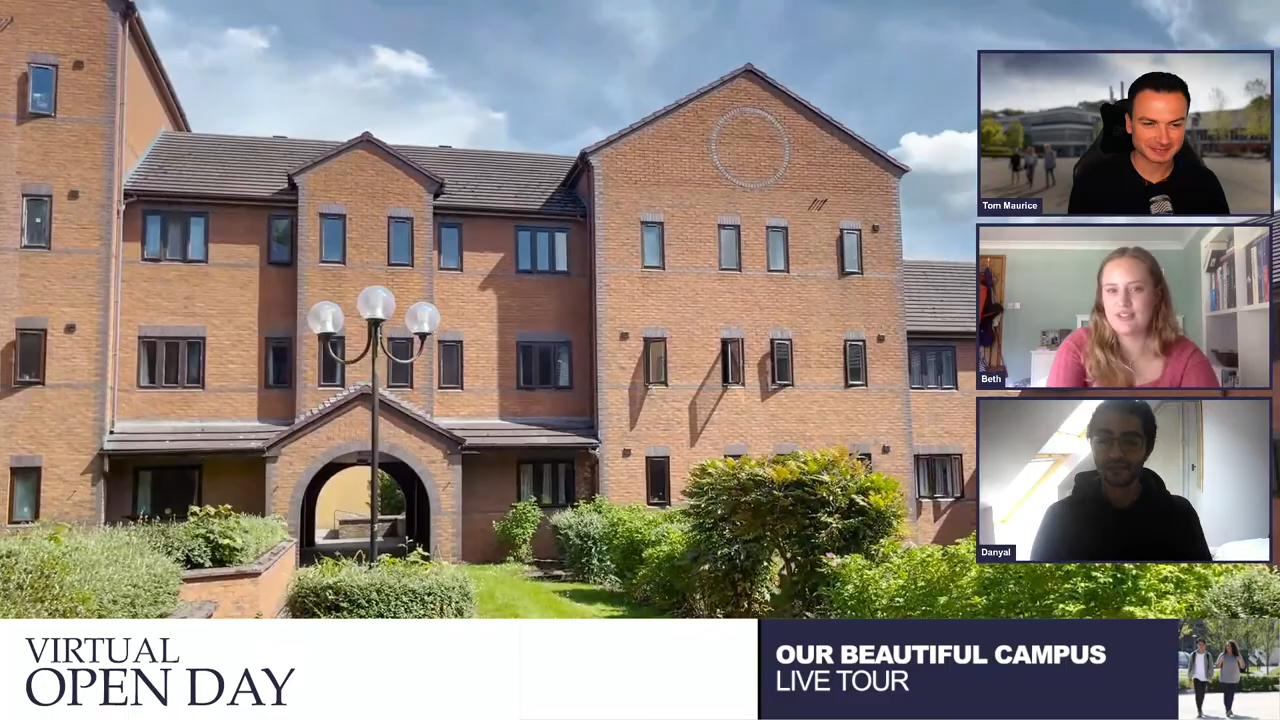 Tom Maurice
Beth
Danyal
VIRTUAL
OPEN DAY
OUR BEAUTIFUL CAMPUS
LIVE TOUR